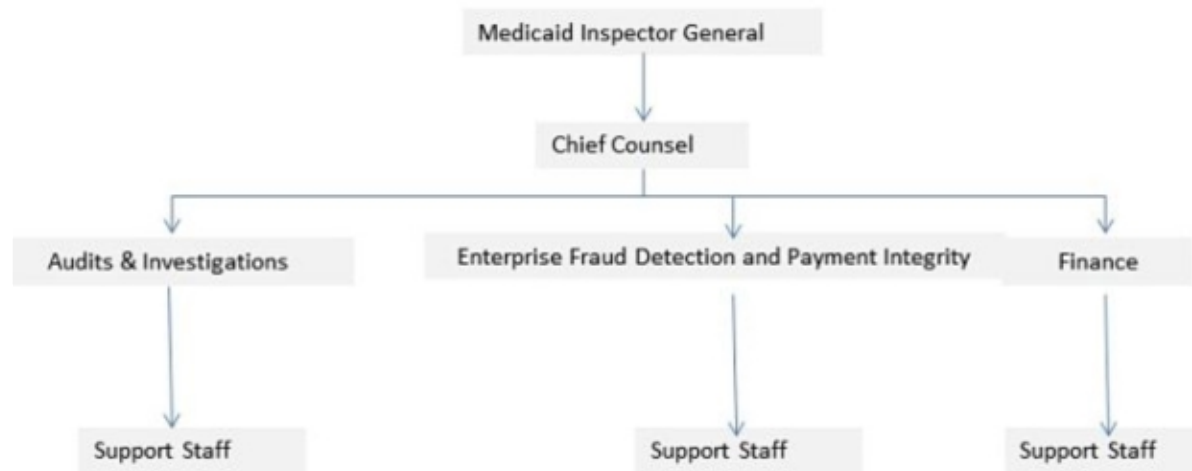 Medicaid Inspector General
Chief Counsel
Audits & Investigations
Enterprise Fraud Detection and Payment Integrity
Finance
Support Staff
Support Staff
Support Staff